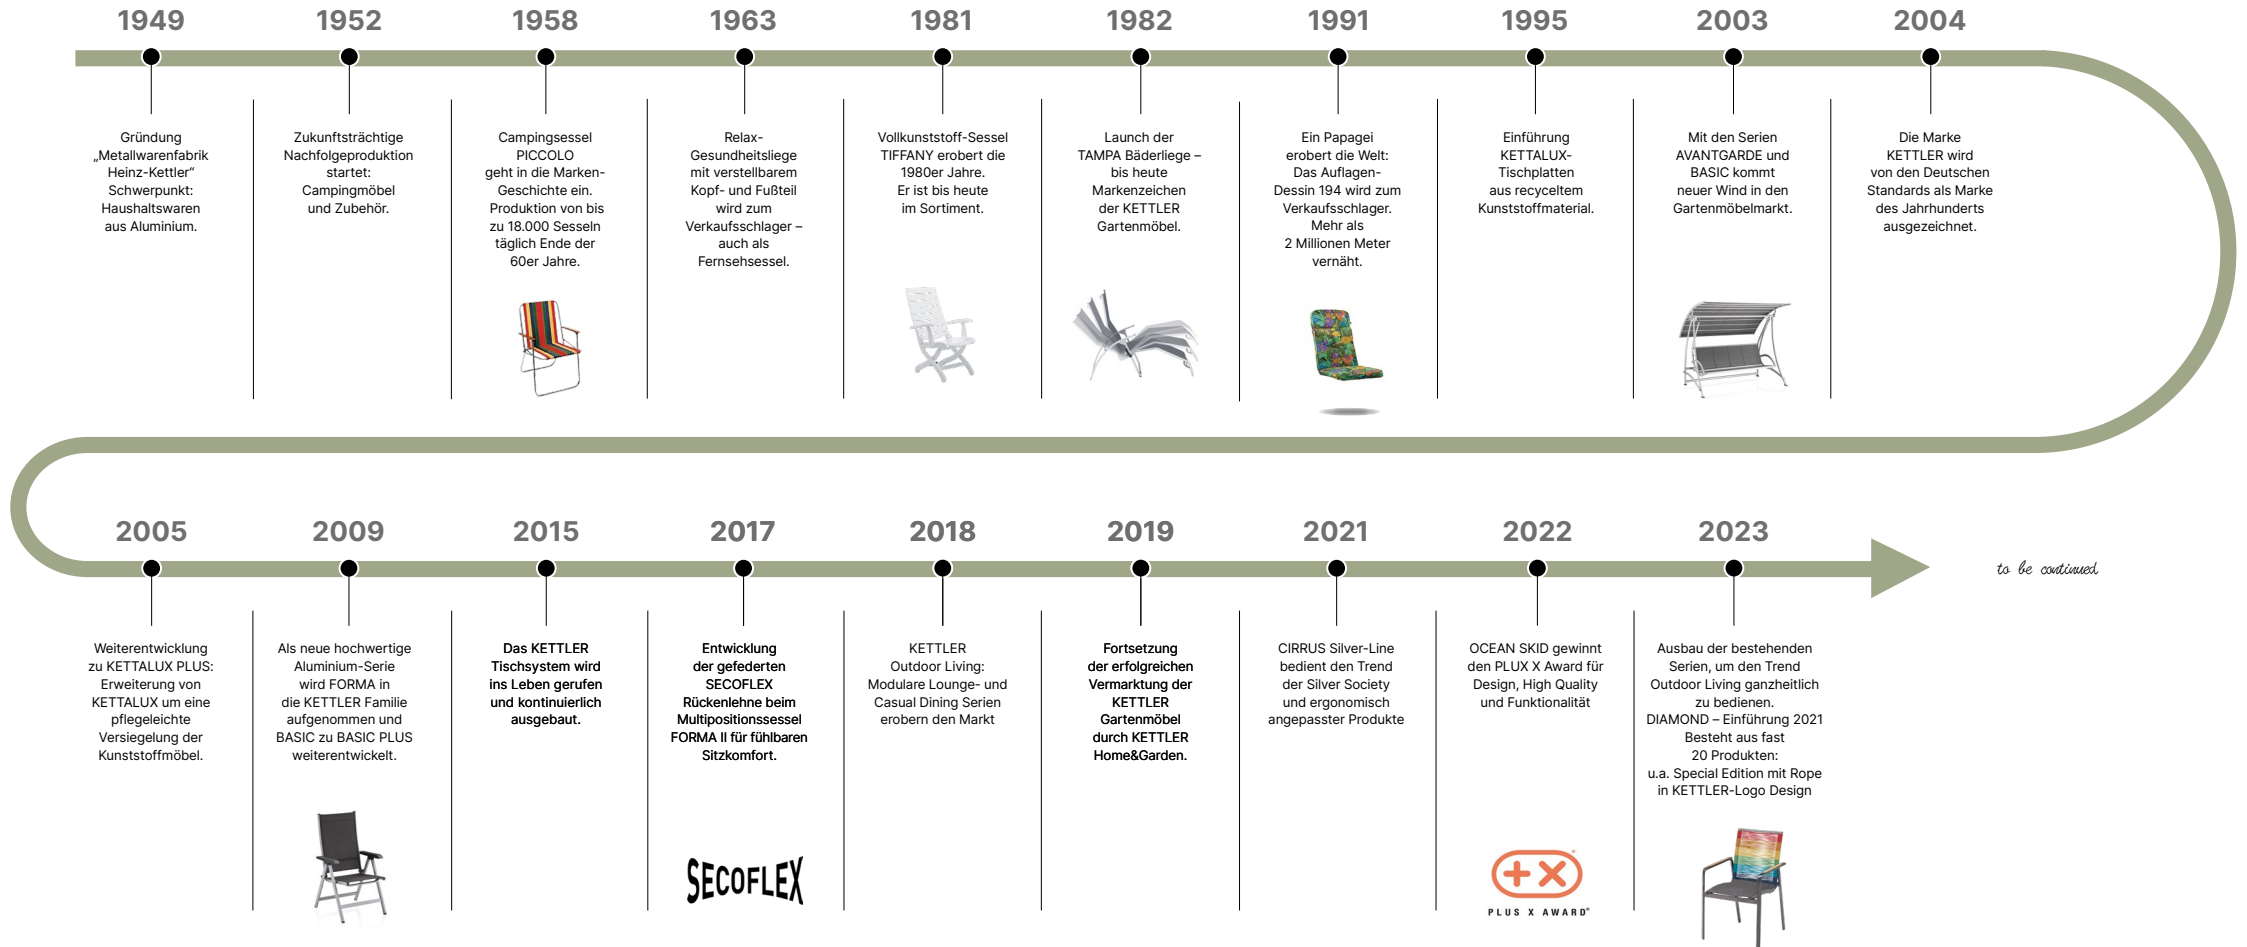 1949
Gründung
„Metallwarenfabrik
Heinz-Kettler“
Schwerpunkt:
Haushaltswaren
aus Aluminium.
1952
Zukunftsträchtige
Nachfolgeproduktion
startet:
Campingmöbel
und Zubehör.
1958
Campingsessel
PICCOLO
geht in die Marken-
Geschichte ein.
Produktion von bis
zu 18.000 Sesseln
täglich Ende der
60er Jahre.
1963
Relax-
Gesundheitsliege
mit verstellbarem
Kopf- und Fußteil
wird zum
Verkaufsschlager –
auch als
Fernsehsessel.
1981
Vollkunststoff-Sessel
TIFFANY erobert die
1980er Jahre.
Er ist bis heute
im Sortiment.
1982
Launch der
TAMPA Bäderliege –
bis heute
Markenzeichen
der KETTLER
Gartenmöbel.
1991
Ein Papagei
erobert die Welt:
Das Auflagen-
Dessin 194 wird zum
Verkaufsschlager.
Mehr als
2 Millionen Meter
vernäht.
1995
Einführung
KETTALUX-
Tischplatten
aus recyceltem
Kunststoffmaterial.
2003
Mit den Serien
AVANTGARDE und
BASIC kommt
neuer Wind in den
Gartenmöbelmarkt.
2004
Die Marke
KETTLER wird
von den Deutschen
Standards als Marke
des Jahrhunderts
ausgezeichnet.
2005
Weiterentwicklung
zu KETTALUX PLUS:
Erweiterung von
KETTALUX um eine
pflegeleichte
Versiegelung der
Kunststoffmöbel.
2009
Als neue hochwertige
Aluminium-Serie
wird FORMA in
die KETTLER Familie
aufgenommen und
BASIC zu BASIC PLUS
weiterentwickelt.
2015
Das KETTLER
Tischsystem wird
ins Leben gerufen
und kontinuierlich
ausgebaut.
2017
Entwicklung
der gefederten
SECOFLEX
Rückenlehne beim
Multipositionssessel
FORMA II für fühlbaren
Sitzkomfort.
SECOFLEX
2018
KETTLER
Outdoor Living:
Modulare Lounge- und
Casual Dining Serien
erobern den Markt
2019
Fortsetzung
der erfolgreichen
Vermarktung der
KETTLER
Gartenmöbel
durch KETTLER
Home&Garden.
2021
CIRRUS Silver-Line
bedient den Trend
der Silver Society
und ergonomisch
angepasster Produkte
2022
OCEAN SKID gewinnt
den PLUX X Award für
Design, High Quality
und Funktionalität
+X
PLUS X AWARD®
2023
Ausbau der bestehenden
Serien, um den Trend
Outdoor Living ganzheitlich
zu bedienen.
DIAMOND – Einführung 2021
Besteht aus fast
20 Produkten:
u.a. Special Edition mit Rope
in KETTLER-Logo Design
to be continued